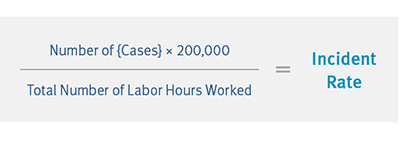 Number of {Cases} × 200,000
Total Number of Labor Hours Worked
=
Incident
Rate